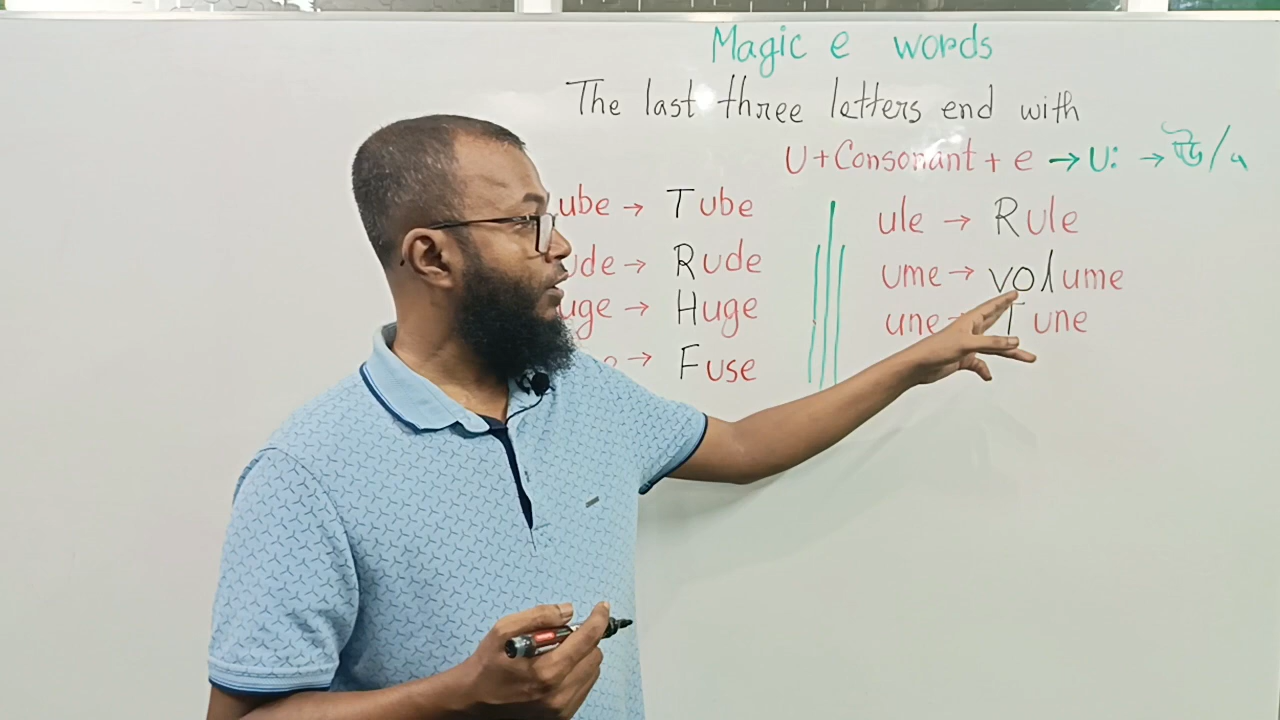 Magic e words
The last three letters end with
U + Consonant + e → U: →
ube → Tube
ude → Rude
uge → Huge
→ Fuse
ule → Rule
ume → volume
une → Tune